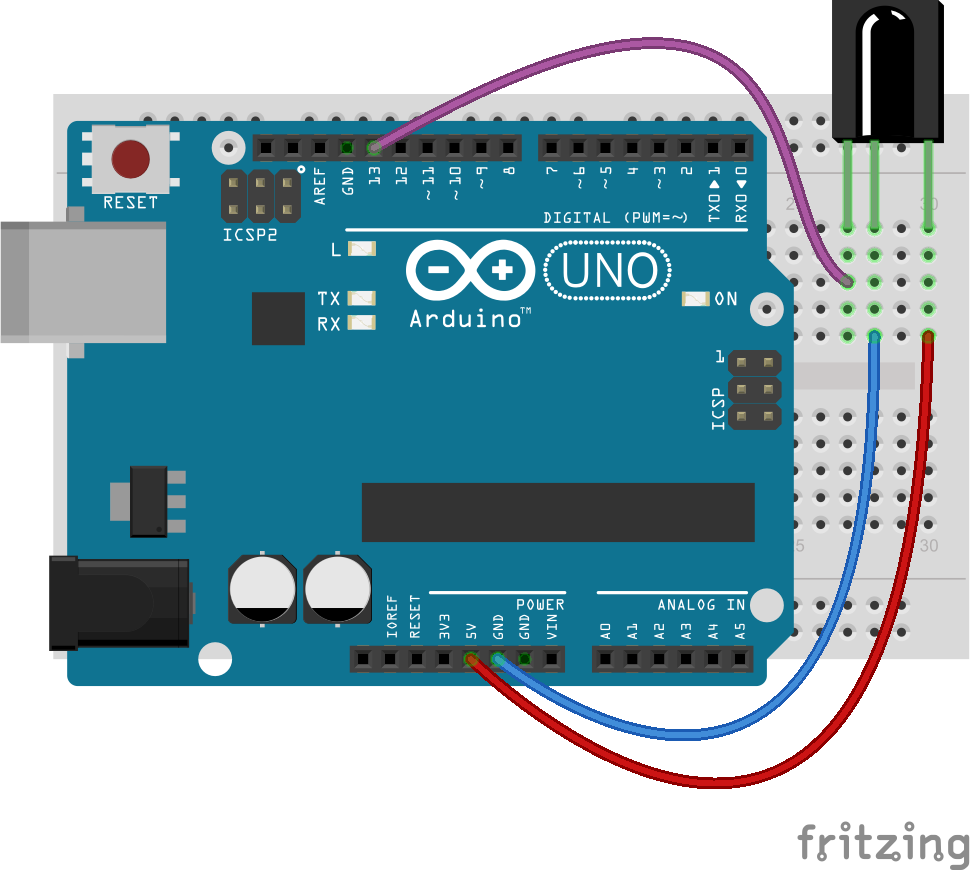 RESET
ICSP2
AREF
GND
13
12
~11
~10
~9
8
7
~6
~5
4
~3
2
TX0▶1
RX0◀0
DIGITAL (PWM=~)
L
TX
RX
UNO
Arduino™
ON
1
ICSP
30
30
POWER
ANALOG IN
IOREF
RESET
3V3
5V
GND
GND
VIN
A0
A1
A2
A3
A4
A5
fritzing